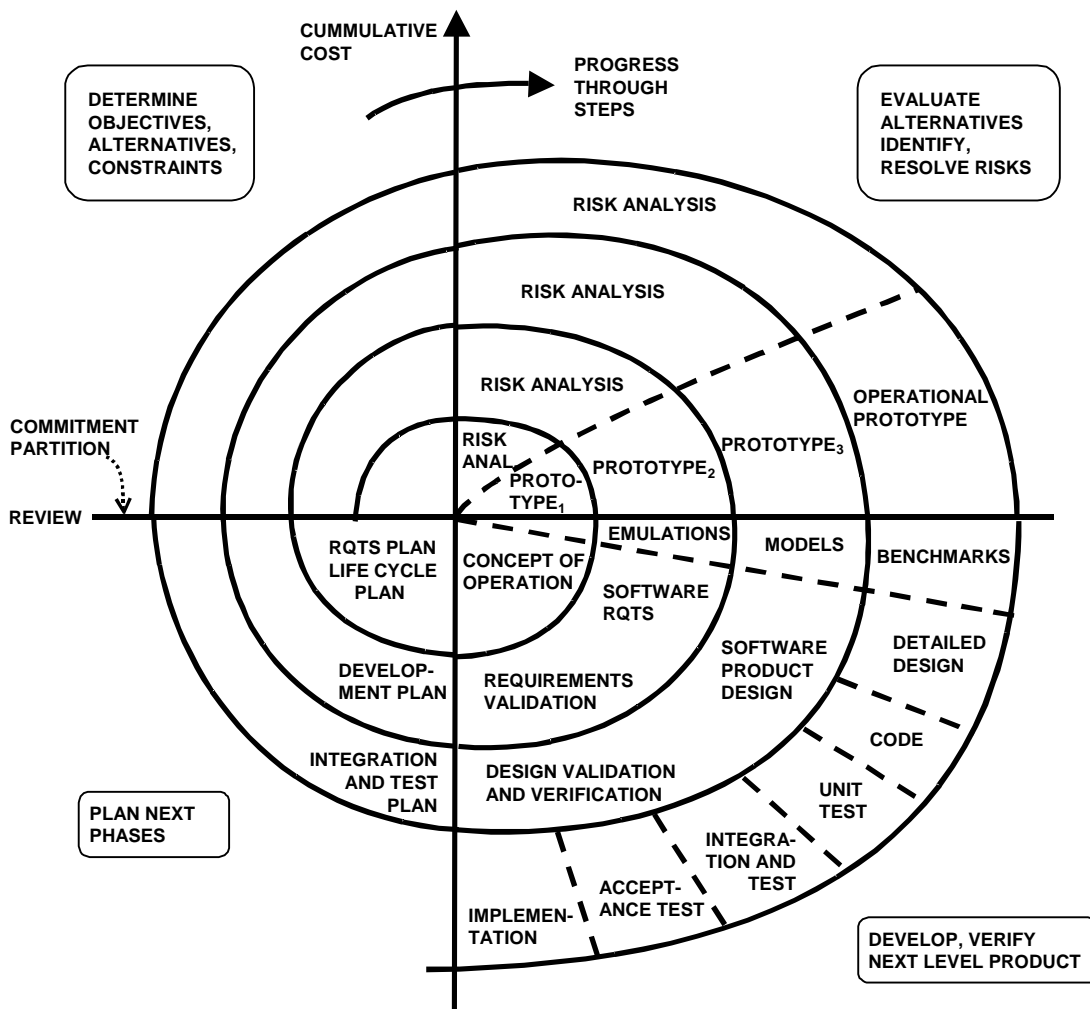 CUMMULATIVE
COST
PROGRESS
THROUGH
STEPS
DETERMINE
OBJECTIVES,
ALTERNATIVES,
CONSTRAINTS
EVALUATE
ALTERNATIVES
IDENTIFY,
RESOLVE RISKS
RISK ANALYSIS
RISK ANALYSIS
RISK ANALYSIS
RISK
ANAL.
PROTO-
TYPE1
PROTOTYPE2
PROTOTYPE3
OPERATIONAL
PROTOTYPE
COMMITMENT
PARTITION
REVIEW
RQTS PLAN
LIFE CYCLE
PLAN
CONCEPT OF
OPERATION
EMULATIONS
MODELS
BENCHMARKS
SOFTWARE
RQTS
SOFTWARE
PRODUCT
DESIGN
DETAILED
DESIGN
DEVELOP-
MENT PLAN
REQUIREMENTS
VALIDATION
CODE
INTEGRATION
AND TEST
PLAN
DESIGN VALIDATION
AND VERIFICATION
UNIT
TEST
PLAN NEXT
PHASES
INTEGRA-
TION AND
TEST
ACCEPT-
ANCE TEST
IMPLEMEN-
TATION
DEVELOP, VERIFY
NEXT LEVEL PRODUCT